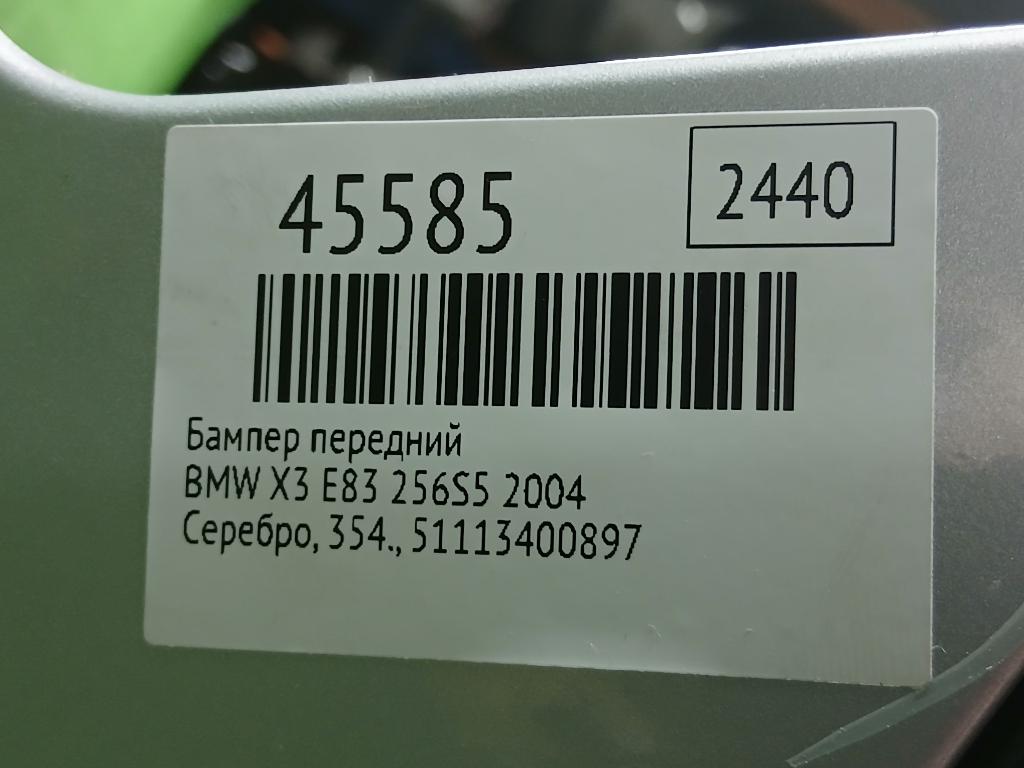 45585
2440
Бампер передний
BMW X3 E83 256S5 2004
Серебро, 354., 51113400897